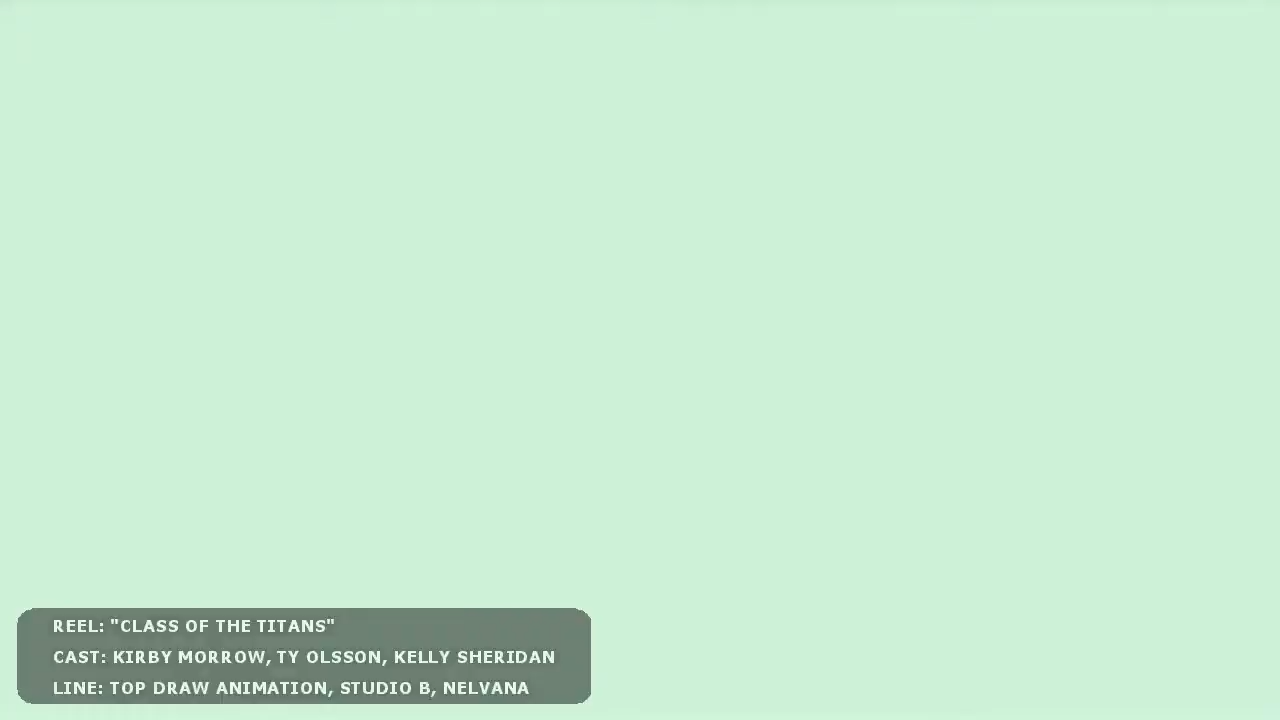 REEL: "CLASS OF THE TITANS"
CAST: KIRBY MORROW, TY OLSSON, KELLY SHERIDAN
LINE: TOP DRAW ANIMATION, STUDIO B, NELVANA